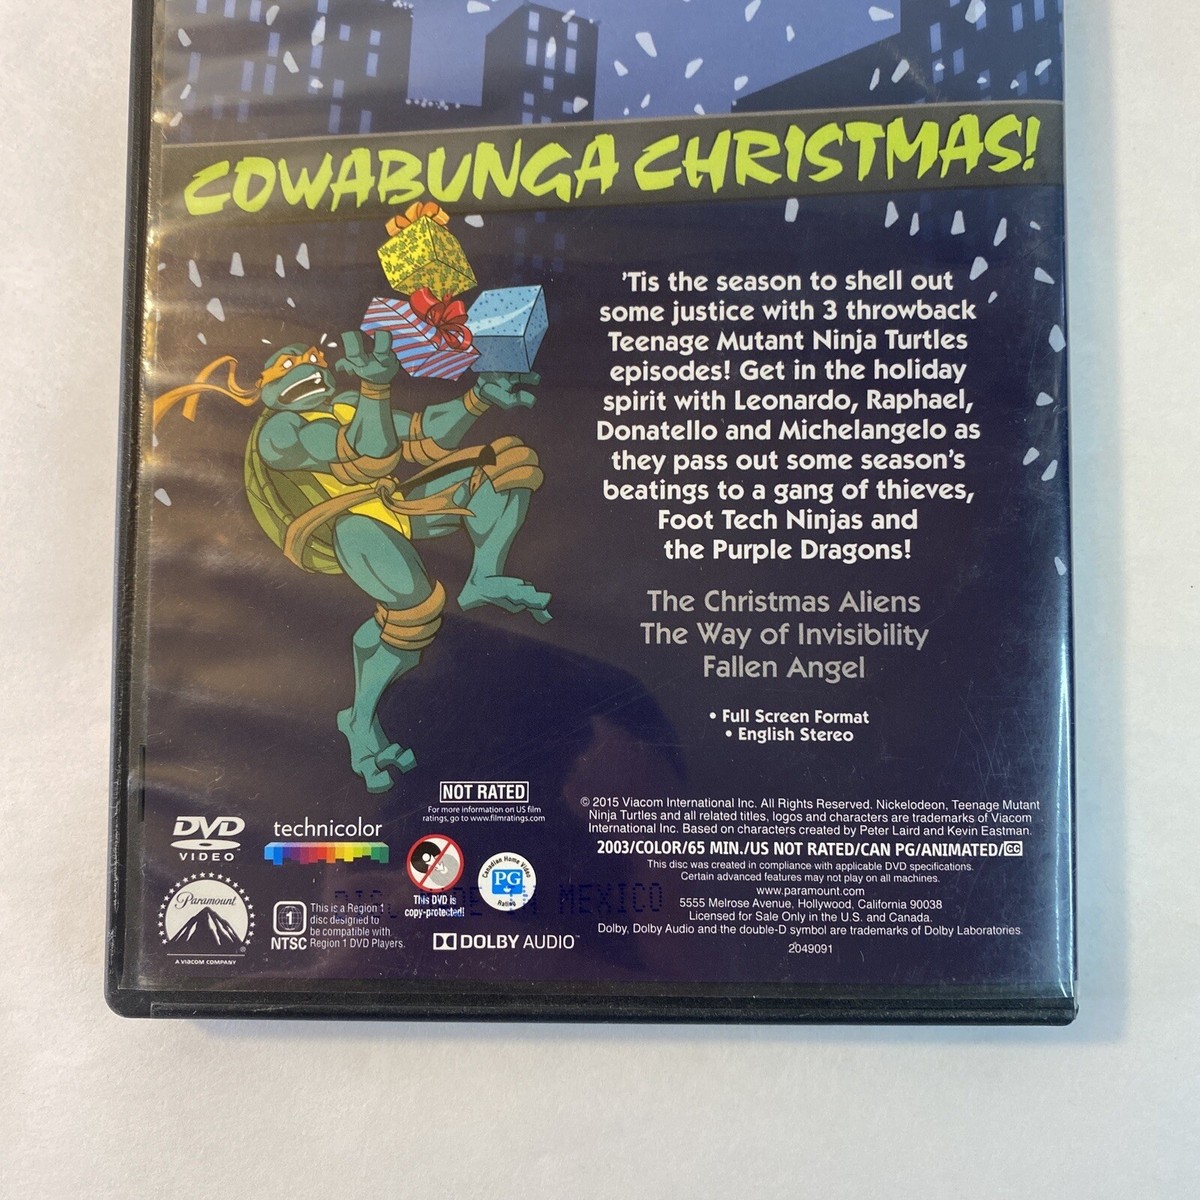 COWABUNGA CHRISTMAS!
'Tis the season to shell out
some justice with 3 throwback
Teenage Mutant Ninja Turtles
episodes! Get in the holiday
spirit with Leonardo, Raphael,
Donatello and Michelangelo as
they pass out some season's
beatings to a gang of thieves,
Foot Tech Ninjas and
the Purple Dragons!
The Christmas Aliens
The Way of Invisibility
Fallen Angel
• Full Screen Format
• English Stereo
NOT RATED
For more information on US film
ratings, go to www.filmratings.com
DVD
VIDEO
technicolor
This DVD is
copy-protected!
Canadian Home Video
PG
Rating
Paramount
A VIACOM COMPANY
1
NTSC
This is a Region 1
disc designed to
be compatible with
Region 1 DVD Players.
DISC MADE IN MEXICO
DOLBY AUDIO™
© 2015 Viacom International Inc. All Rights Reserved. Nickelodeon, Teenage Mutant
Ninja Turtles and all related titles, logos and characters are trademarks of Viacom
International Inc. Based on characters created by Peter Laird and Kevin Eastman.
2003/COLOR/65 MIN./US NOT RATED/CAN PG/ANIMATED/CC
This disc was created in compliance with applicable DVD specifications.
Certain advanced features may not play on all machines.
www.paramount.com
5555 Melrose Avenue, Hollywood, California 90038
Licensed for Sale Only in the U.S. and Canada.
Dolby, Dolby Audio and the double-D symbol are trademarks of Dolby Laboratories.
2049091